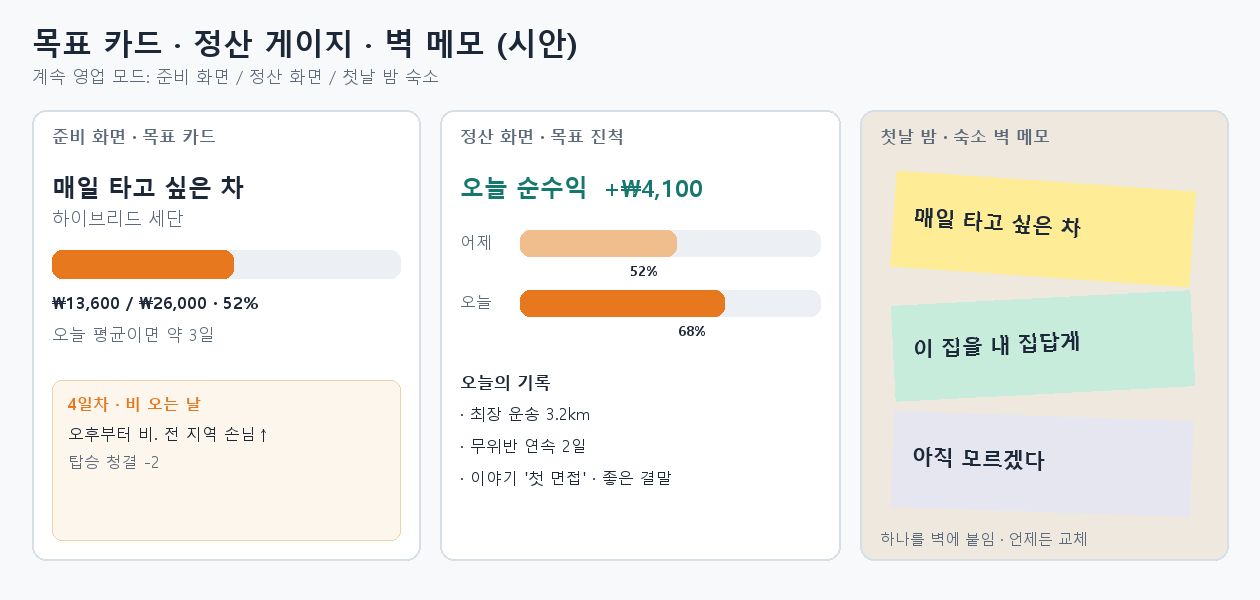 목표 카드 · 정산 게이지 · 벽 메모 (시안)
계속 영업 모드: 준비 화면 / 정산 화면 / 첫날 밤 숙소
준비 화면 · 목표 카드
매일 타고 싶은 차
하이브리드 세단
₩13,600 / ₩26,000 · 52%
오늘 평균이면 약 3일
4일차 · 비 오는 날
오후부터 비. 전 지역 손님↑
탑승 청결 -2
정산 화면 · 목표 진척
오늘 순수익 +₩4,100
어제
52%
오늘
68%
오늘의 기록
· 최장 운송 3.2km
· 무위반 연속 2일
· 이야기 '첫 면접' · 좋은 결말
첫날 밤 · 숙소 벽 메모
매일 타고 싶은 차
이 집을 내 집답게
아직 모르겠다
하나를 벽에 붙임 · 언제든 교체